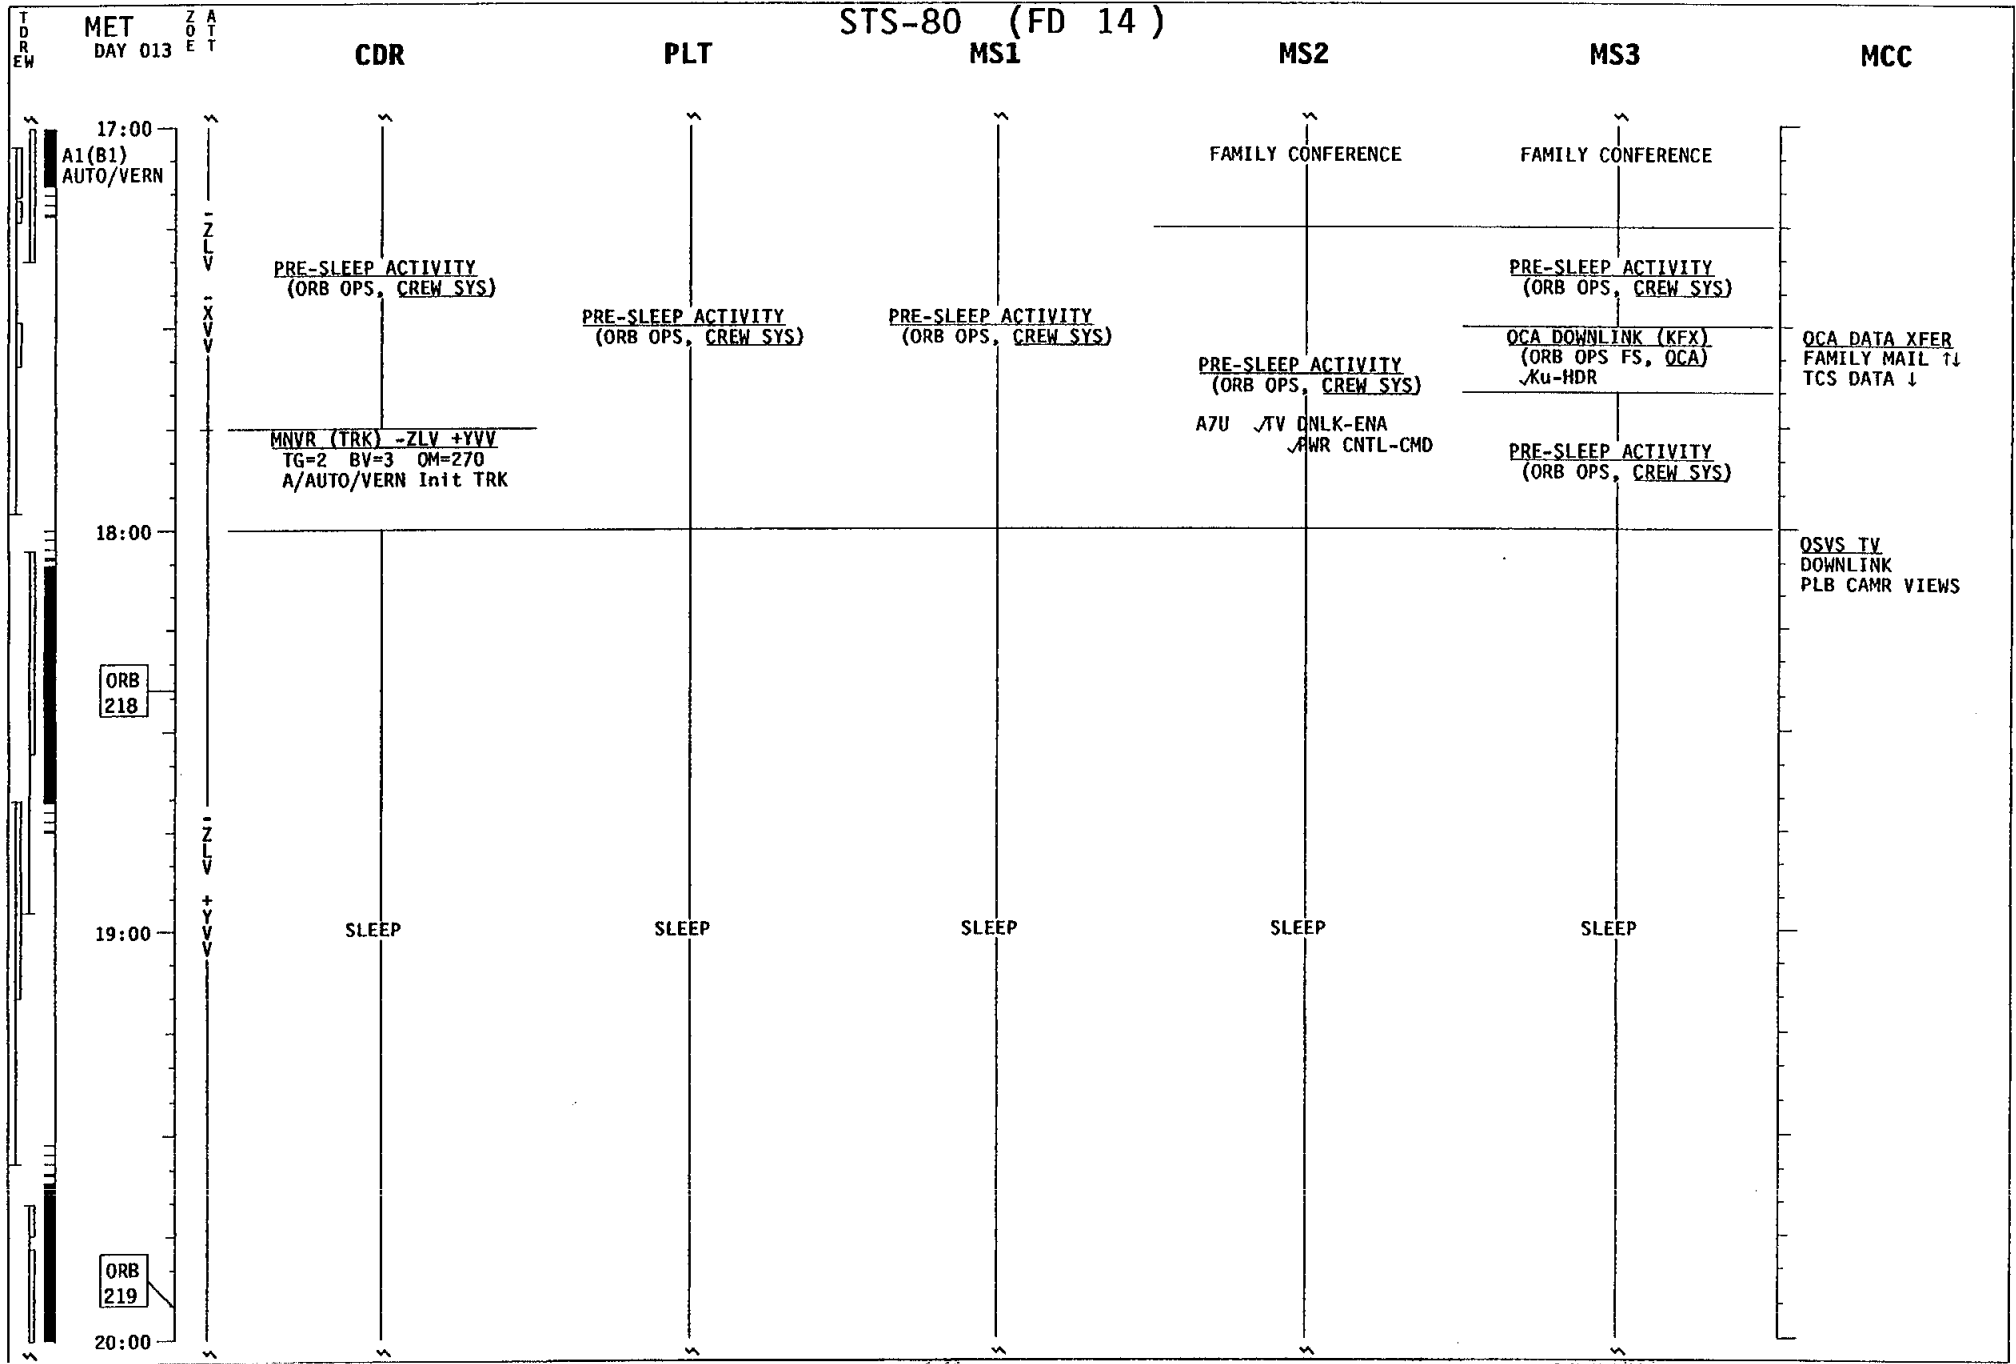 STS-80 (FD 14)
TDREW
MET
DAY 013
ZOE
ATT
CDR
PLT
MS1
MS2
MS3
MCC
17:00
A1(B1)
AUTO/VERN
-ZLV -XVV
FAMILY CONFERENCE
FAMILY CONFERENCE
PRE-SLEEP ACTIVITY
(ORB OPS, CREW SYS)
PRE-SLEEP ACTIVITY
(ORB OPS, CREW SYS)
PRE-SLEEP ACTIVITY
(ORB OPS, CREW SYS)
PRE-SLEEP ACTIVITY
(ORB OPS, CREW SYS)
OCA DOWNLINK (KFX)
(ORB OPS FS, OCA)
√Ku-HDR
OCA DATA XFER
FAMILY MAIL ↑↓
TCS DATA ↓
PRE-SLEEP ACTIVITY
(ORB OPS, CREW SYS)
A7U √TV DNLK-ENA
√PWR CNTL-CMD
MNVR (TRK) -ZLV +YVV
TG=2 BV=3 OM=270
A/AUTO/VERN Init TRK
PRE-SLEEP ACTIVITY
(ORB OPS, CREW SYS)
18:00
OSVS TV
DOWNLINK
PLB CAMR VIEWS
ORB
218
-ZLV +YVV
19:00
SLEEP
SLEEP
SLEEP
SLEEP
SLEEP
ORB
219
20:00